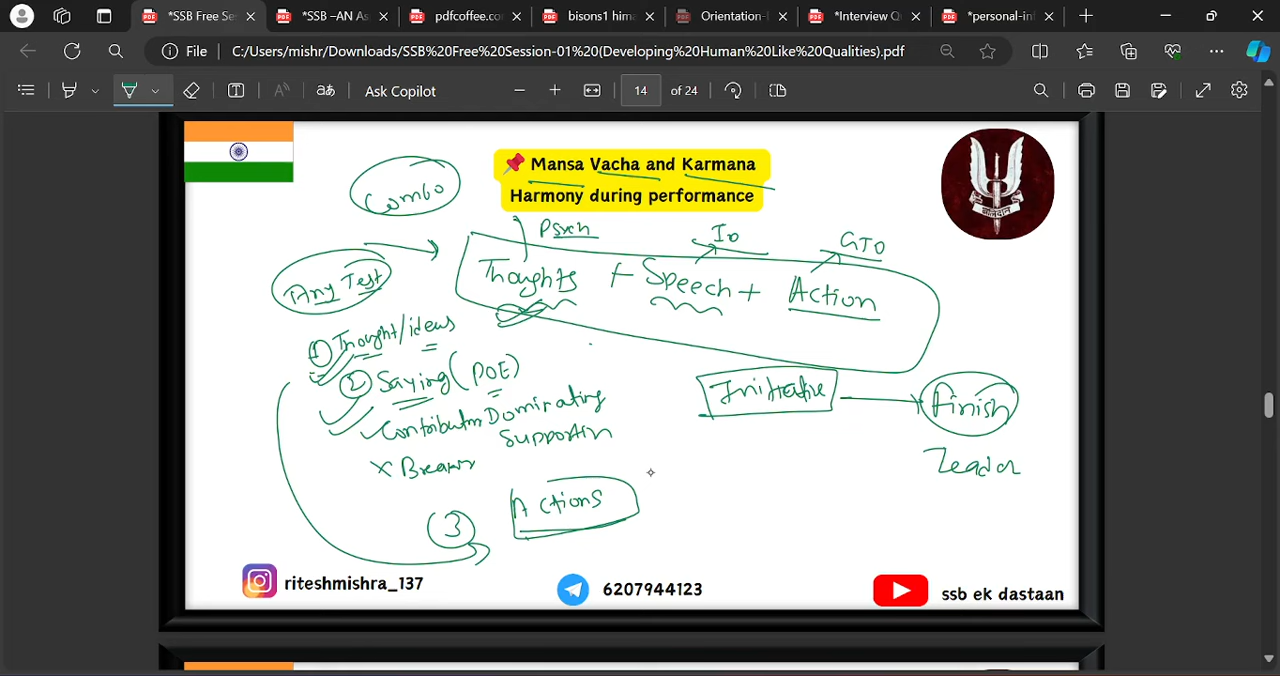 *SSB Free Se
*SSB –AN As
pdfcoffee.co
bisons1 him
Orientation-
*Interview Q
*personal-in
File
C:/Users/mishr/Downloads/SSB%20Free%20Session-01%20(Developing%20Human%20Like%20Qualities).pdf
Ask Copilot
14 of 24
Mansa Vacha and Karmana
Harmony during performance
Combo
Psych
Io
GTO
Any Test
Thoughts + Speech + Action
① Thought/ideas
② Saying (POE)
Contributn Dominating
Supportin
Initiative
Finish
Leader
③ Actions
riteshmishra_137
6207944123
ssb ek dastaan